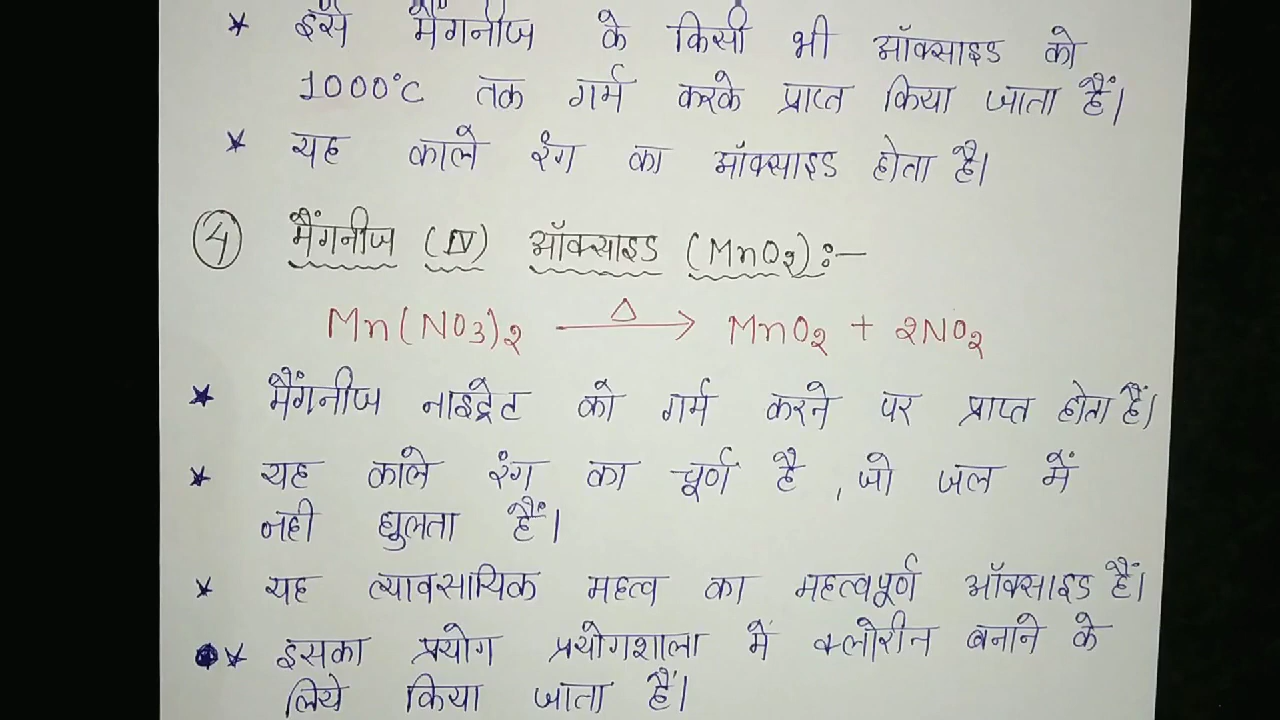 * इसे मैंगनीज के किसी भी ऑक्साइड को
1000°C तक गर्म करके प्राप्त किया जाता हैं।
* यह काले रंग का ऑक्साइड होता है।
④ मैंगनीज (IV) ऑक्साइड (MnO₂):—
Mn(NO3)₂ —Δ→ MnO₂ + 2NO₂
* मैंगनीज नाइट्रेट को गर्म करने पर प्राप्त होता हैं।
* यह काले रंग का चूर्ण है, जो जल में
नही घुलता हैं।
* यह व्यावसायिक महत्व का महत्वपूर्ण ऑक्साइड हैं।
* इसका प्रयोग प्रयोगशाला में क्लोरीन बनाने के
लिये किया जाता हैं।